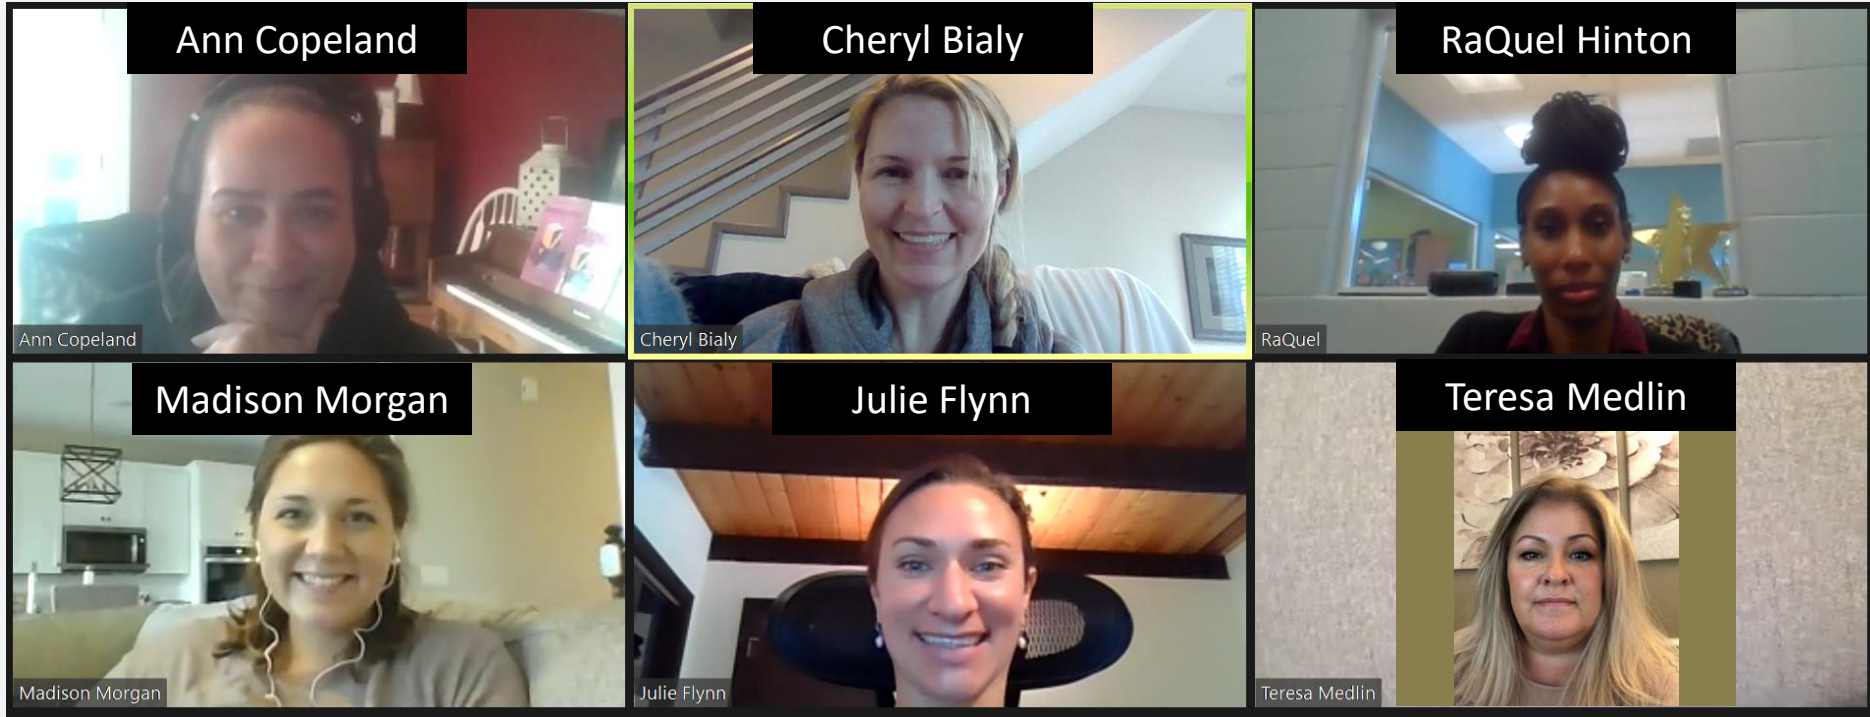 Ann Copeland
Cheryl Bialy
RaQuel Hinton
Ann Copeland
Cheryl Bialy
RaQuel
Madison Morgan
Julie Flynn
Teresa Medlin
Madison Morgan
Julie Flynn
Teresa Medlin